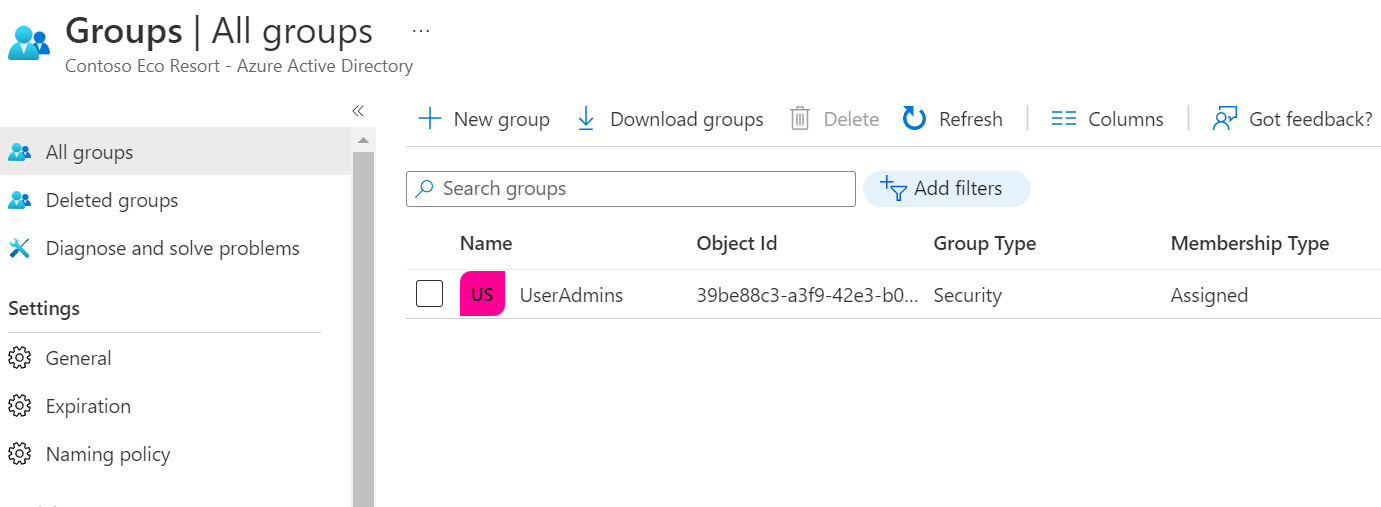 Groups | All groups ...
Contoso Eco Resort - Azure Active Directory
«
All groups
Deleted groups
Diagnose and solve problems
Settings
General
Expiration
Naming policy
New group Download groups Delete Refresh Columns Got feedback?
Search groups Add filters
Name Object Id Group Type Membership Type
US UserAdmins 39be88c3-a3f9-42e3-b0... Security Assigned